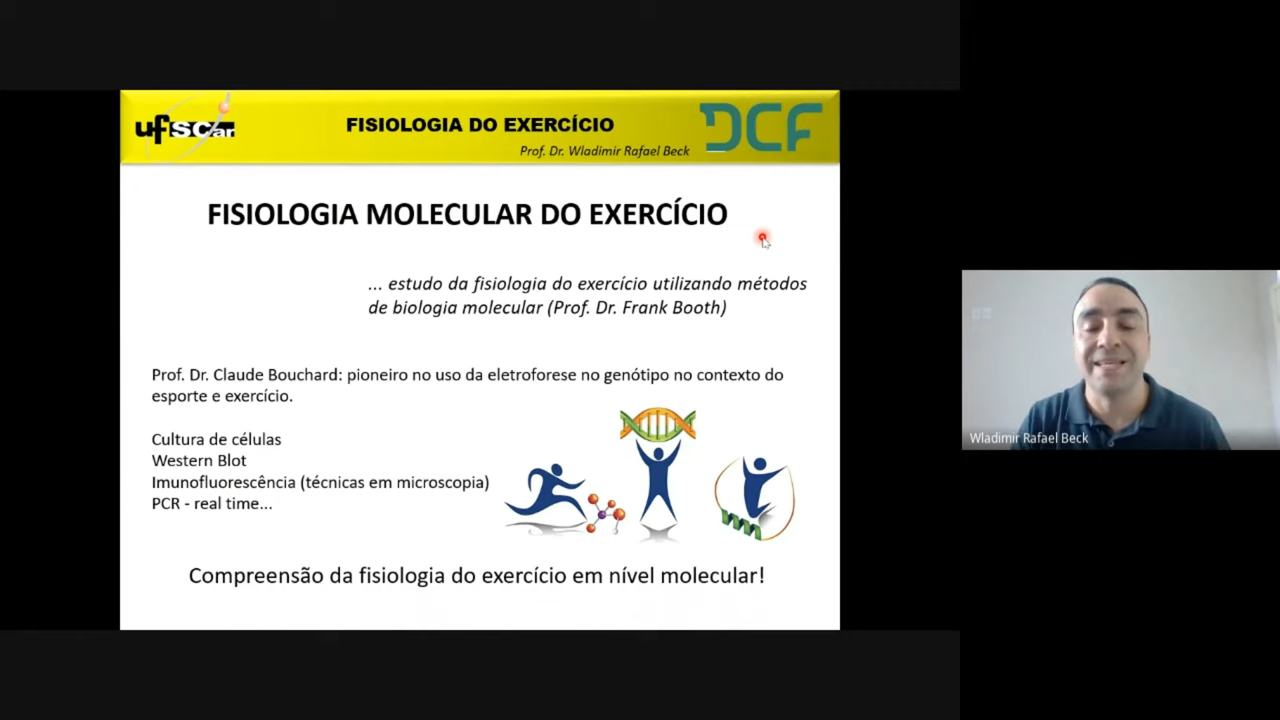 ufscar
FISIOLOGIA DO EXERCÍCIO
DCF
Prof. Dr. Wladimir Rafael Beck
FISIOLOGIA MOLECULAR DO EXERCÍCIO
... estudo da fisiologia do exercício utilizando métodos
de biologia molecular (Prof. Dr. Frank Booth)
Prof. Dr. Claude Bouchard: pioneiro no uso da eletroforese no genótipo no contexto do
esporte e exercício.
Cultura de células
Western Blot
Imunofluorescência (técnicas em microscopia)
PCR - real time...
Compreensão da fisiologia do exercício em nível molecular!
Wladimir Rafael Beck